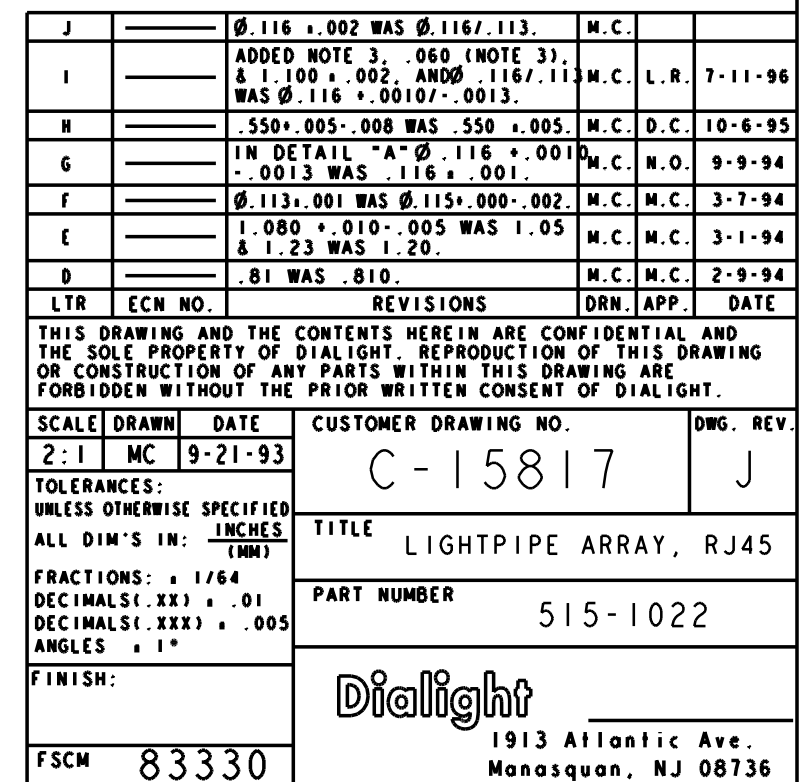 J Ø.116 ±.002 WAS Ø.116/.113. M.C.
ADDED NOTE 3, .060 (NOTE 3),
I & 1.100 ± .002, ANDØ .116/.113 M.C. L.R. 7-11-96
WAS Ø.116 +.0010/-.0013.
H .550+.005-.008 WAS .550 ±.005. M.C. D.C. 10-6-95
IN DETAIL "A"Ø .116 +.0010
G M.C. N.O. 9-9-94
-.0013 WAS .116 ± .001.
F Ø.113±.001 WAS Ø.115+.000-.002. M.C. M.C. 3-7-94
1.080 +.010-.005 WAS 1.05
E M.C. M.C. 3-1-94
& 1.23 WAS 1.20.
D .81 WAS .810. M.C. M.C. 2-9-94
LTR ECN NO. REVISIONS DRN. APP. DATE
THIS DRAWING AND THE CONTENTS HEREIN ARE CONFIDENTIAL AND
THE SOLE PROPERTY OF DIALIGHT. REPRODUCTION OF THIS DRAWING
OR CONSTRUCTION OF ANY PARTS WITHIN THIS DRAWING ARE
FORBIDDEN WITHOUT THE PRIOR WRITTEN CONSENT OF DIALIGHT.
SCALE DRAWN DATE
2:1 MC 9-21-93
CUSTOMER DRAWING NO. DWG. REV.
C-15817 J
TOLERANCES:
UNLESS OTHERWISE SPECIFIED
ALL DIM'S IN: INCHES
(MM)
FRACTIONS: ± 1/64
DECIMALS(.XX) ± .01
DECIMALS(.XXX) ± .005
ANGLES ± 1°
TITLE
LIGHTPIPE ARRAY, RJ45
PART NUMBER
515-1022
FINISH:
FSCM 83330
Dialight
1913 Atlantic Ave.
Manasquan, NJ 08736